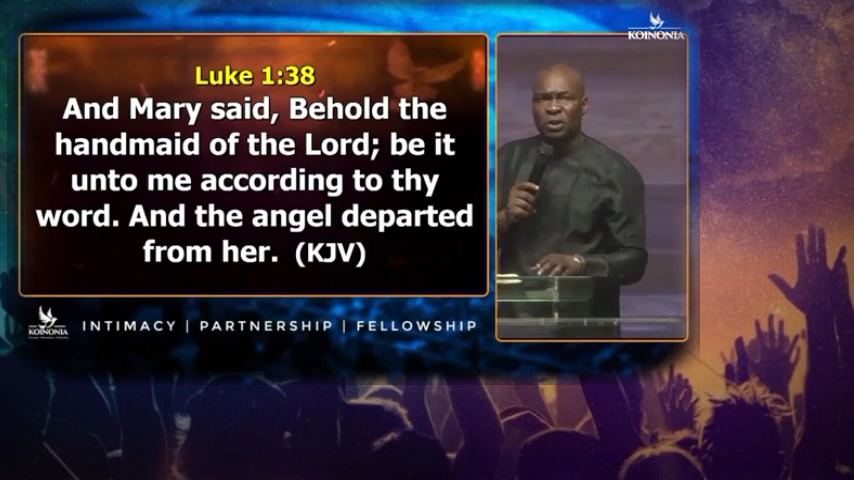 KOINONIA
Luke 1:38
And Mary said, Behold the
handmaid of the Lord; be it
unto me according to thy
word. And the angel departed
from her. (KJV)
KOINONIA
INTIMACY | PARTNERSHIP | FELLOWSHIP